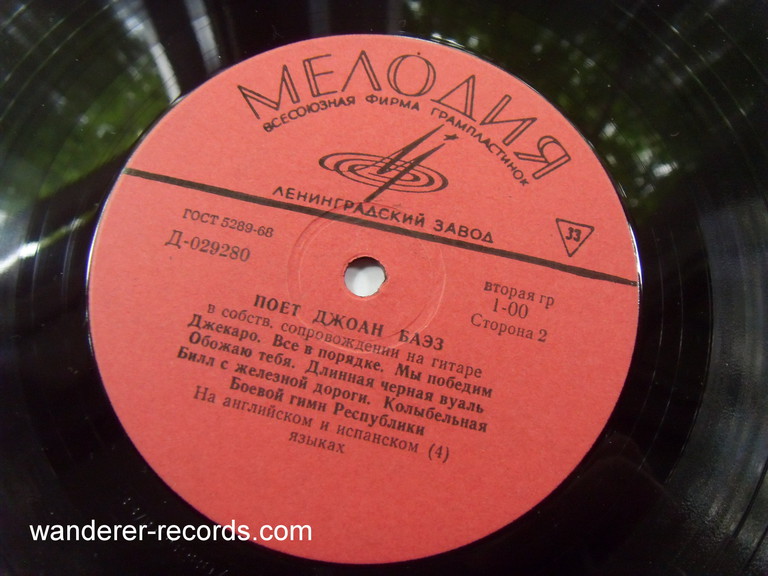 МЕЛОДИЯ
ВСЕСОЮЗНАЯ ФИРМА ГРАМПЛАСТИНОК
ЛЕНИНГРАДСКИЙ ЗАВОД
33
ГОСТ 5289-68
Д-029280
вторая гр
1-00
Сторона 2
ПОЕТ ДЖОАН БАЭЗ
в собств. сопровождении на гитаре
Джекаро. Все в порядке. Мы победим
Обожаю тебя. Длинная черная вуаль
Билл с железной дороги. Колыбельная
Боевой гимн Республики
На английском и испанском (4)
языках
wanderer-records.com